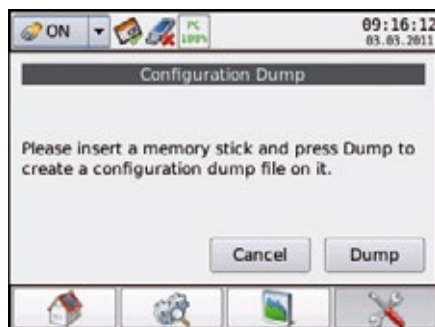 ON
PC
100%
09:16:12
03.03.2011
Configuration Dump
Please insert a memory stick and press Dump to
create a configuration dump file on it.
Cancel
Dump